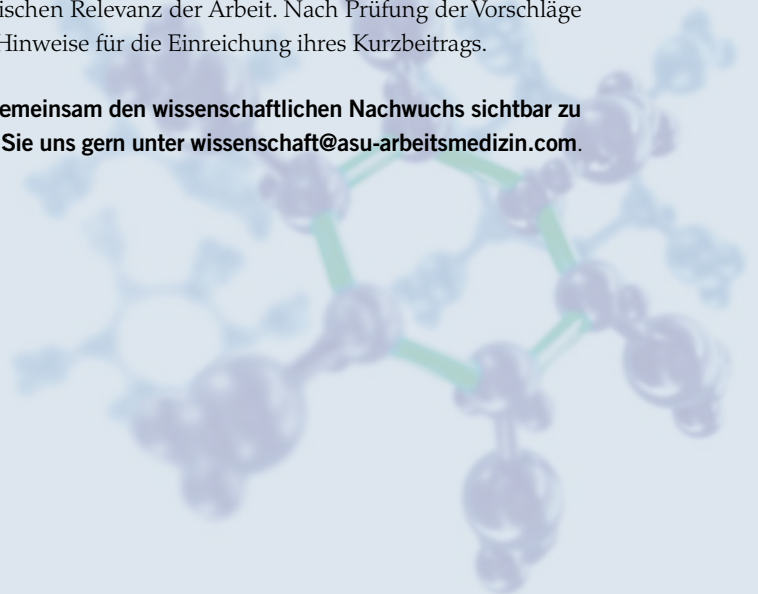 ischen Relevanz der Arbeit. Nach Prüfung der Vorschläge
Hinweise für die Einreichung ihres Kurzbeitrags.
emeinsam den wissenschaftlichen Nachwuchs sichtbar zu
Sie uns gern unter wissenschaft@asu-arbeitsmedizin.com.